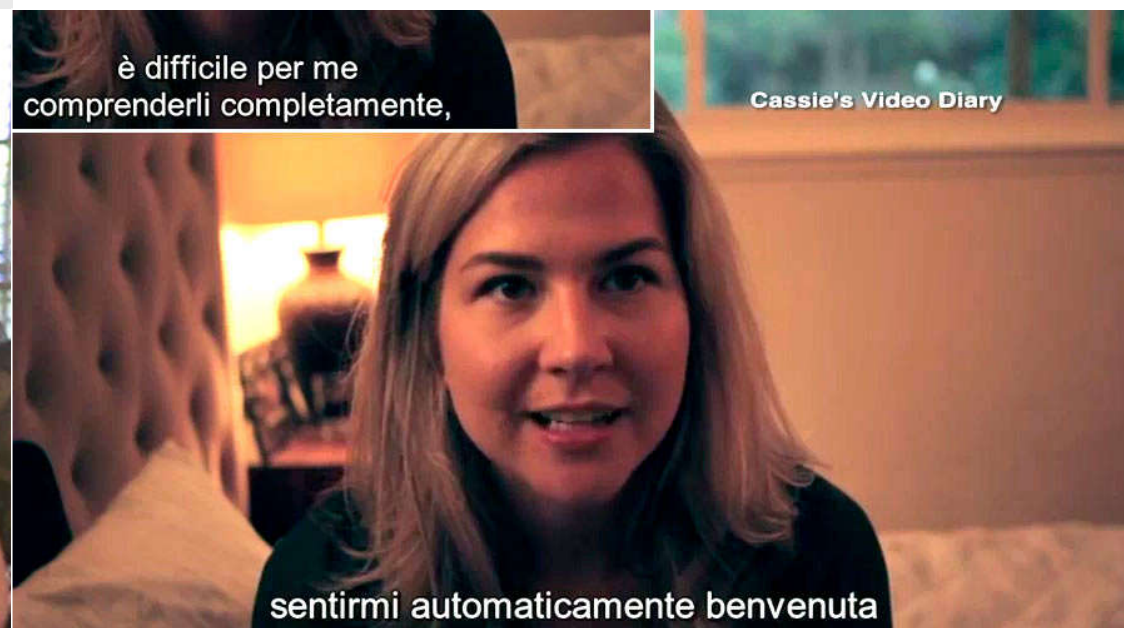 è difficile per me
comprenderli completamente,
Cassie's Video Diary
sentirmi automaticamente benvenuta